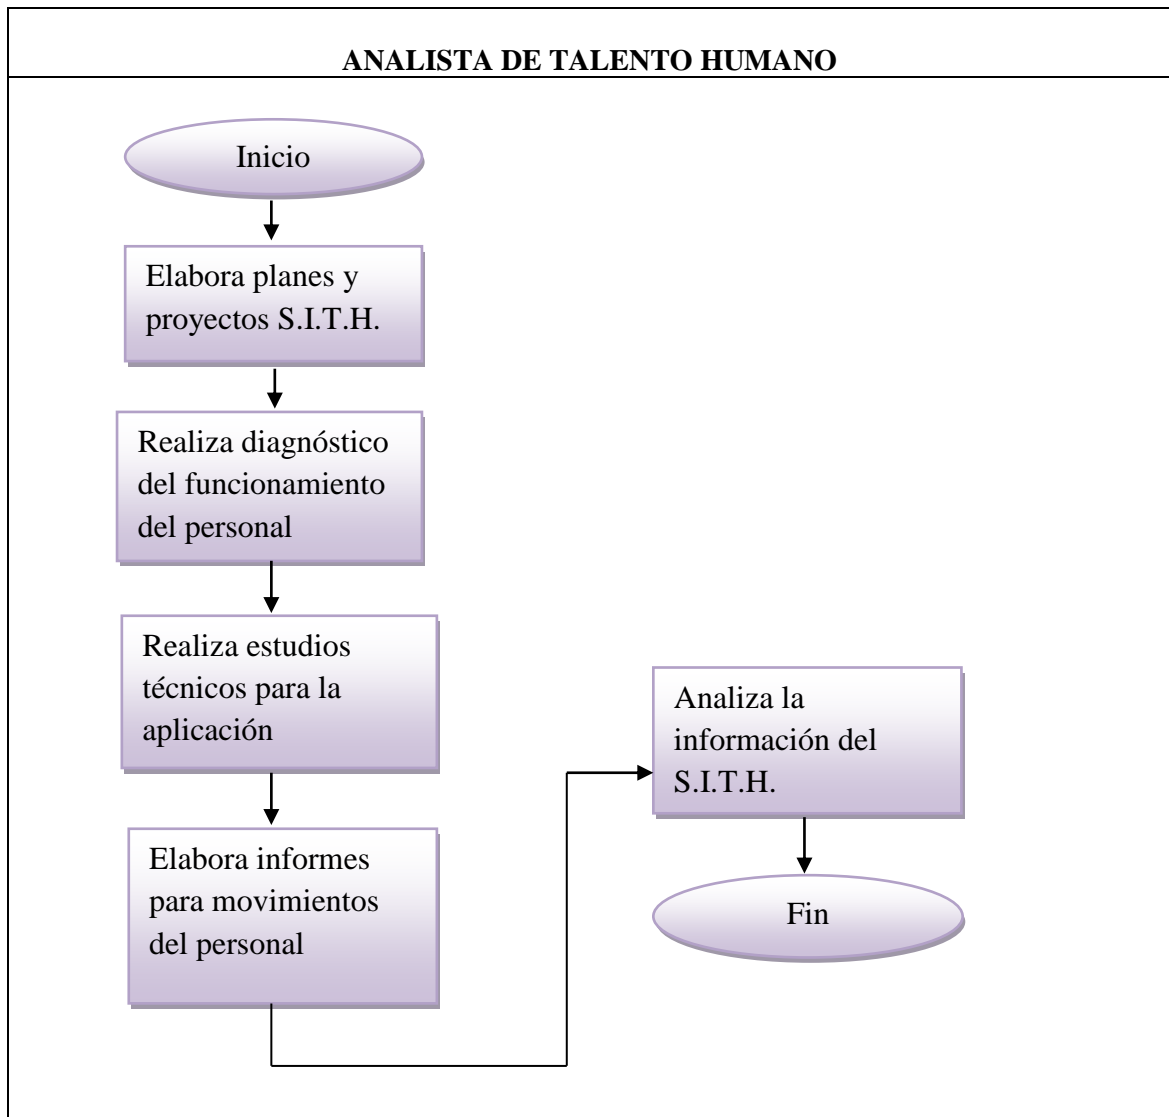 ANALISTA DE TALENTO HUMANO
Inicio
Elabora planes y
proyectos S.I.T.H.
Realiza diagnóstico
del funcionamiento
del personal
Realiza estudios
técnicos para la
aplicación
Elabora informes
para movimientos
del personal
Analiza la
información del
S.I.T.H.
Fin